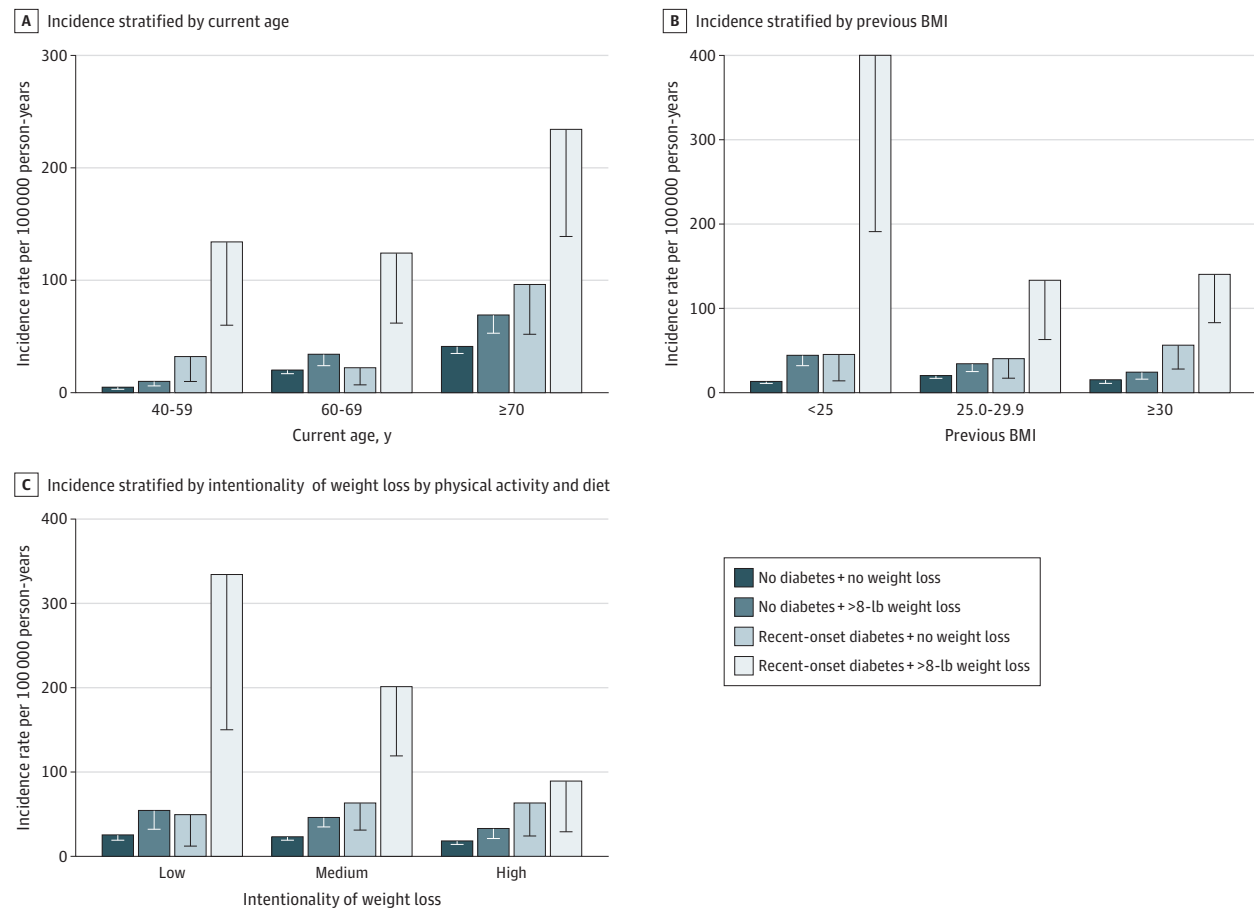 A Incidence stratified by current age
Incidence rate per 100 000 person-years
300
200
100
0
40-59
60-69
≥70
Current age, y
B Incidence stratified by previous BMI
Incidence rate per 100 000 person-years
400
300
200
100
0
<25
25.0-29.9
≥30
Previous BMI
C Incidence stratified by intentionality of weight loss by physical activity and diet
Incidence rate per 100 000 person-years
400
300
200
100
0
Low
Medium
High
Intentionality of weight loss
No diabetes + no weight loss
No diabetes + >8-lb weight loss
Recent-onset diabetes + no weight loss
Recent-onset diabetes + >8-lb weight loss